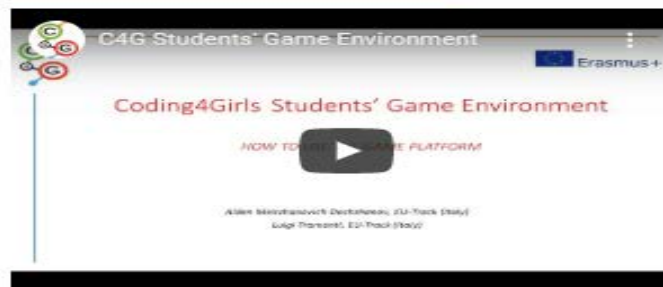 C4G Students' Game Environment
Erasmus+
Coding4Girls Students' Game Environment
HOW TO PLATFORM
EU-Track (Italy)
Luigi Tramonti, EU-Track (Italy)